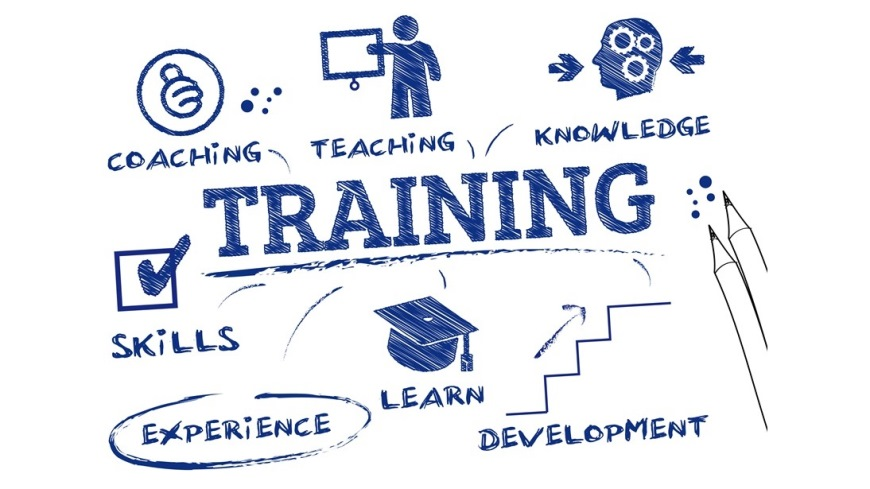 COACHiNG
TEACHiNG
KNOWLEDGE
TRAINING
SKiLLS
LEARN
EXPERiENCE
DEVELOPMENT